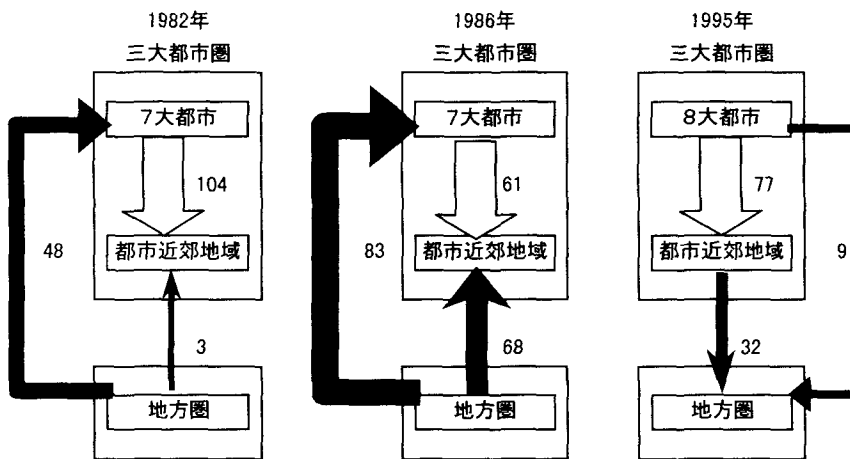 1982年
三大都市圏
7大都市
104
都市近郊地域
48
3
地方圏
1986年
三大都市圏
7大都市
61
都市近郊地域
83
68
地方圏
1995年
三大都市圏
8大都市
77
都市近郊地域
9
32
地方圏